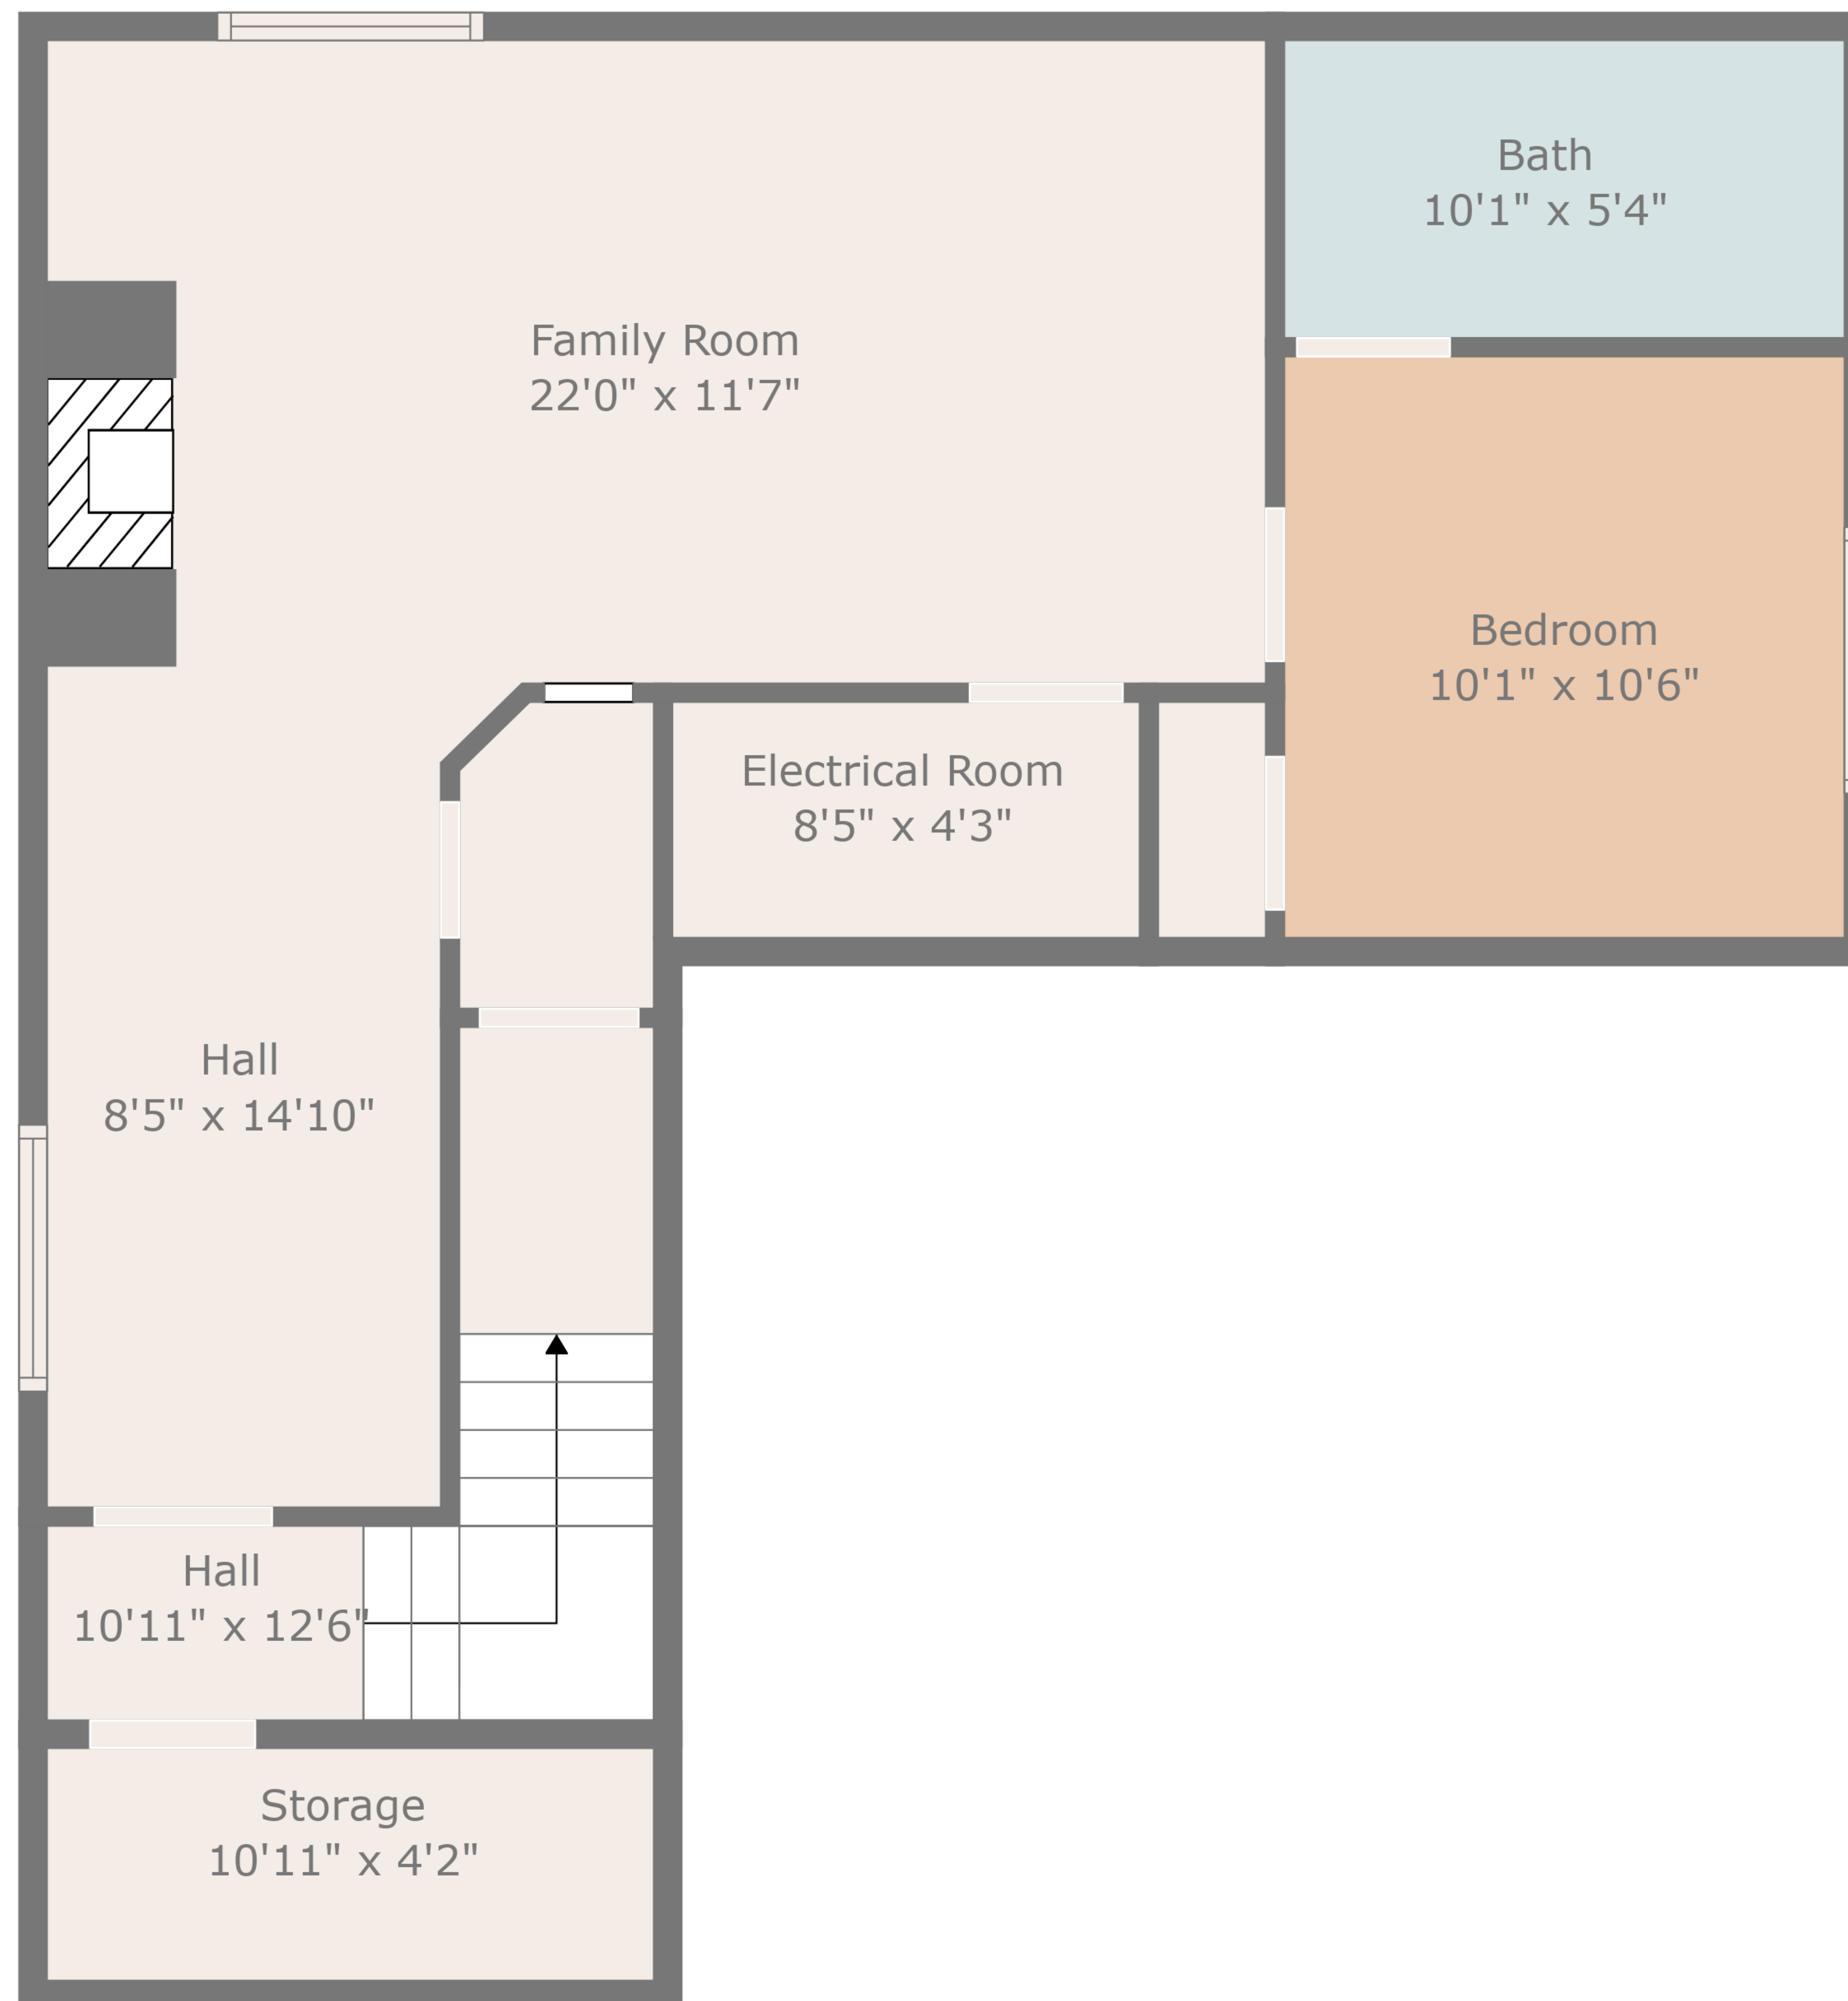 Bath
10'1" x 5'4"
Family Room
22'0" x 11'7"
Bedroom
10'1" x 10'6"
Electrical Room
8'5" x 4'3"
Hall
8'5" x 14'10"
Hall
10'11" x 12'6"
Storage
10'11" x 4'2"